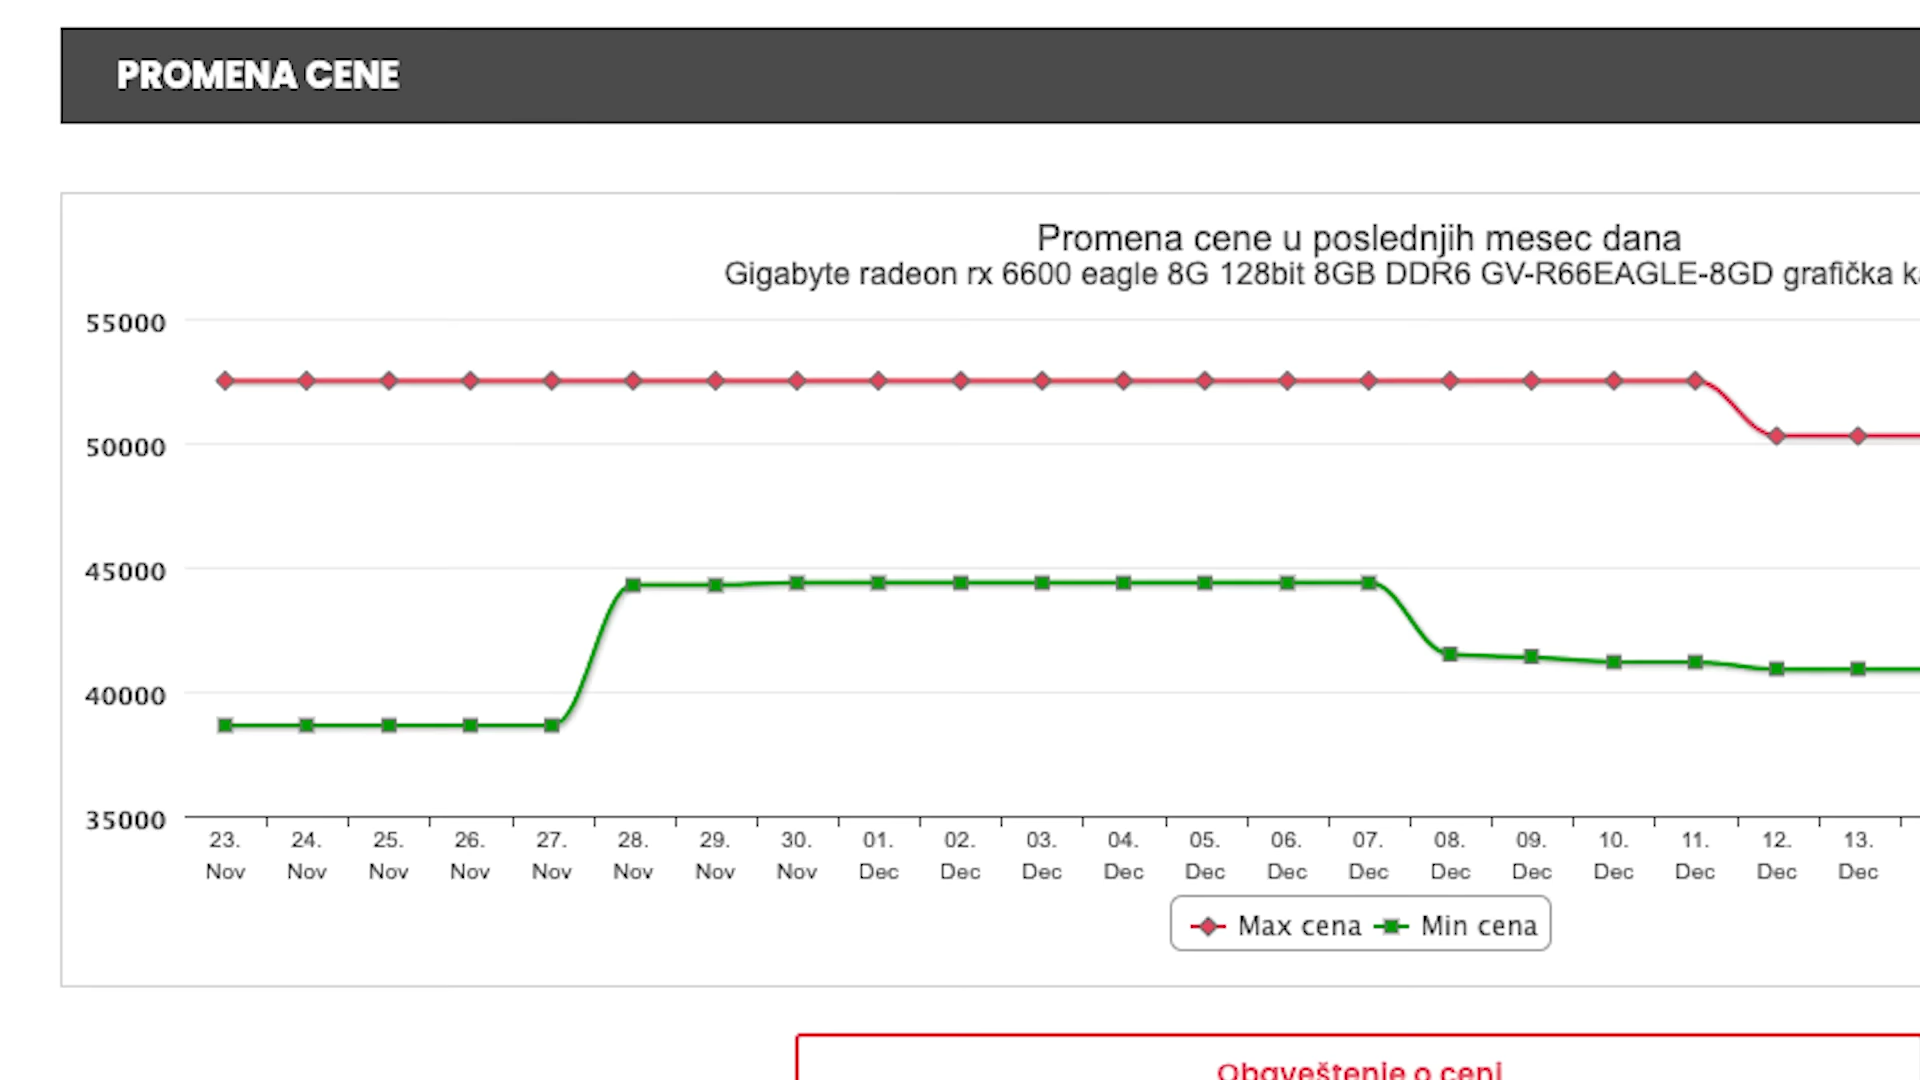 PROMENA CENE
Promena cene u poslednjih mesec dana
Gigabyte radeon rx 6600 eagle 8G 128bit 8GB DDR6 GV-R66EAGLE-8GD grafička
55000
50000
45000
40000
35000
23. 24. 25. 26. 27. 28. 29. 30. 01. 02. 03. 04. 05. 06. 07. 08. 09. 10. 11. 12. 13.
Nov Nov Nov Nov Nov Nov Nov Nov Dec Dec Dec Dec Dec Dec Dec Dec Dec Dec Dec Dec Dec
Max cena Min cena
Obaveštenje o ceni